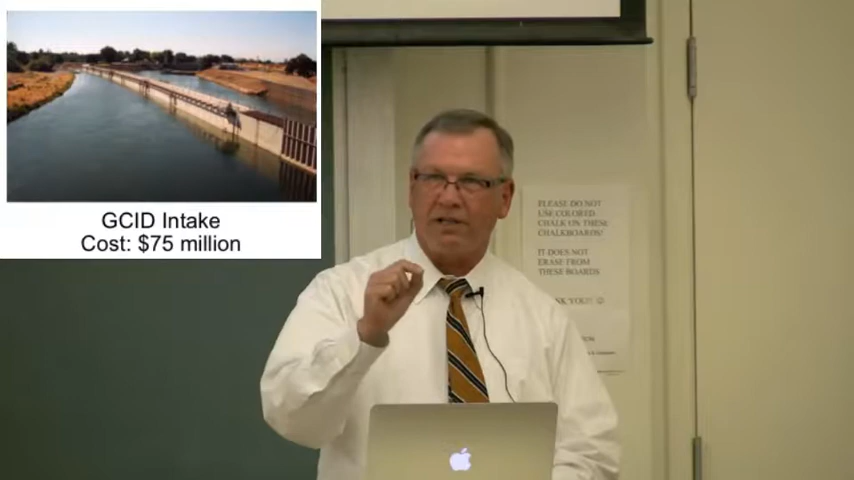 GCID Intake
Cost: $75 million
PLEASE DO NOT
USE COLORED
CHALK ON THESE
CHALKBOARDS!
IT DOES NOT
ERASE FROM
THESE BOARDS
YOU!